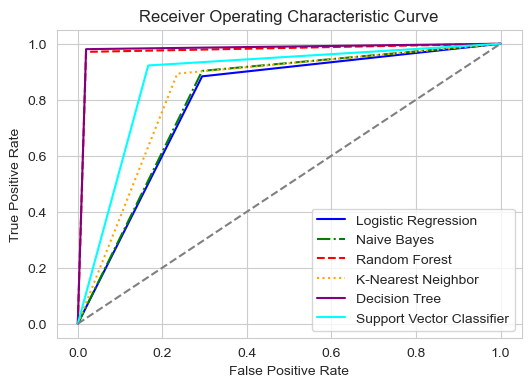 Receiver Operating Characteristic Curve
1.0
0.8
0.6
0.4
0.2
0.0
True Positive Rate
Logistic Regression
Naive Bayes
Random Forest
K-Nearest Neighbor
Decision Tree
Support Vector Classifier
0.0 0.2 0.4 0.6 0.8 1.0
False Positive Rate